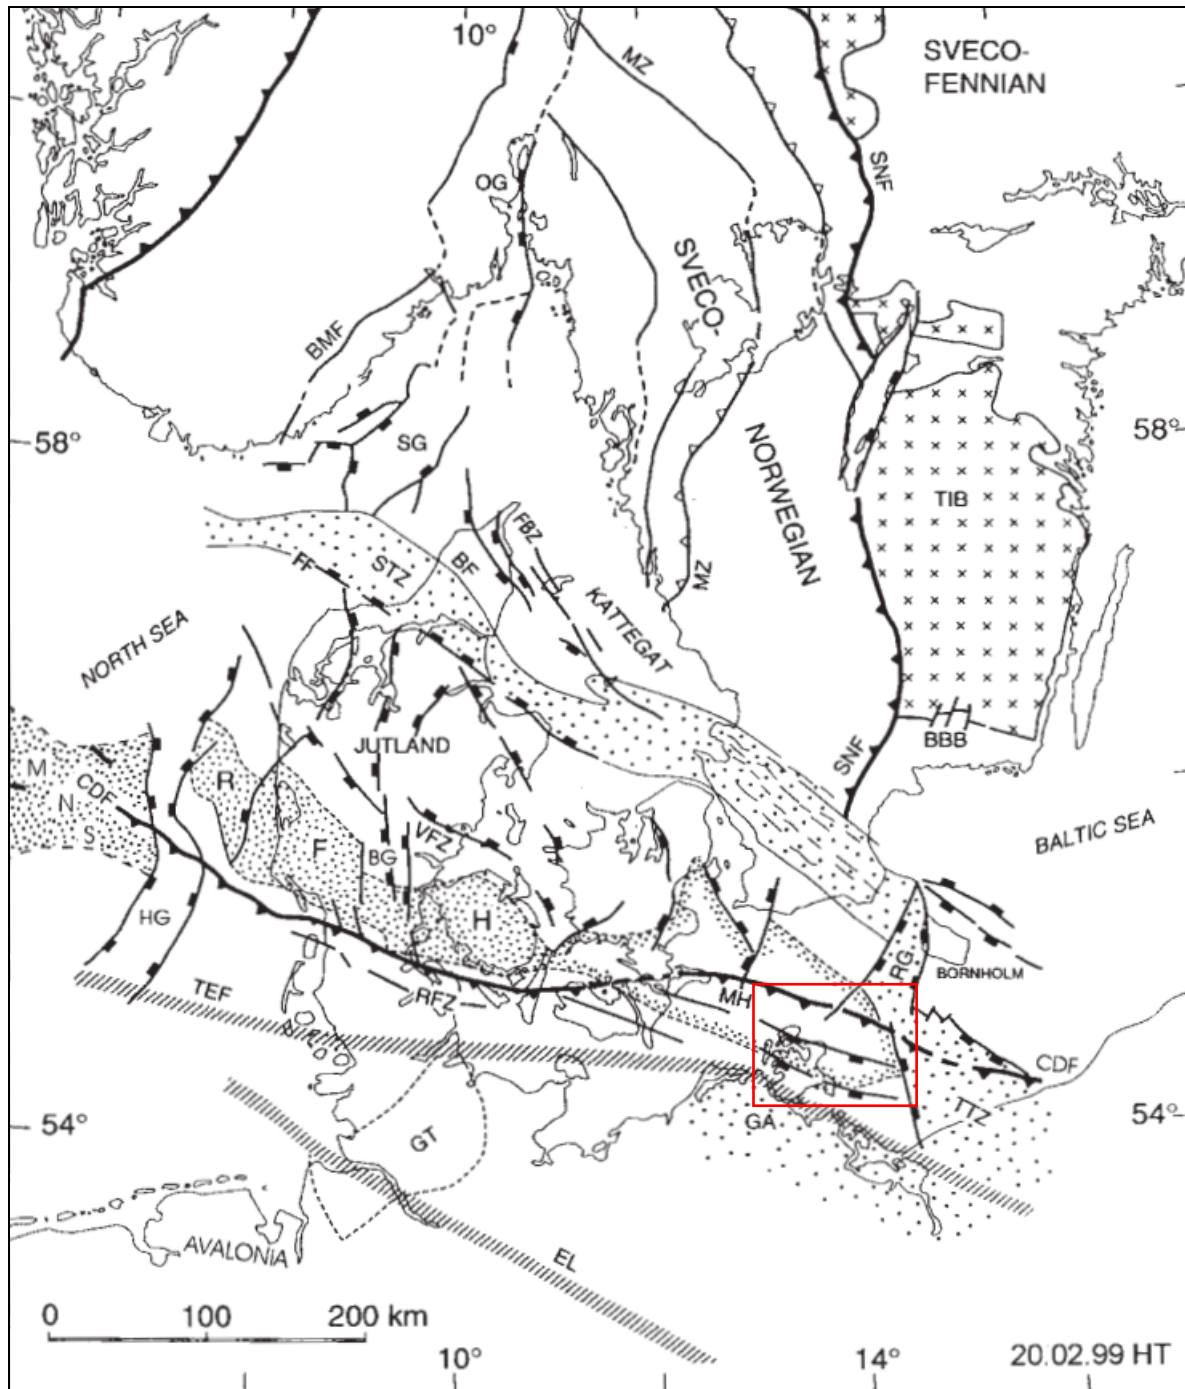 10°
MZ
SVECO-
FENNIAN
SNF
OG
SVECO-
BMF
58°
SG
NORWEGIAN
58°
TIB
FBZ
BF
STZ
FF
MZ
KATTEGAT
NORTH SEA
JUTLAND
BBB
SNF
M
R
CDF
N
S
BALTIC SEA
F
BG
VFZ
HG
H
RG
BORNHOLM
TEF
RFZ
MH
CDF
54°
GT
GA
TTZ
54°
AVALONIA
EL
0 100 200 km
10°
14°
20.02.99 HT